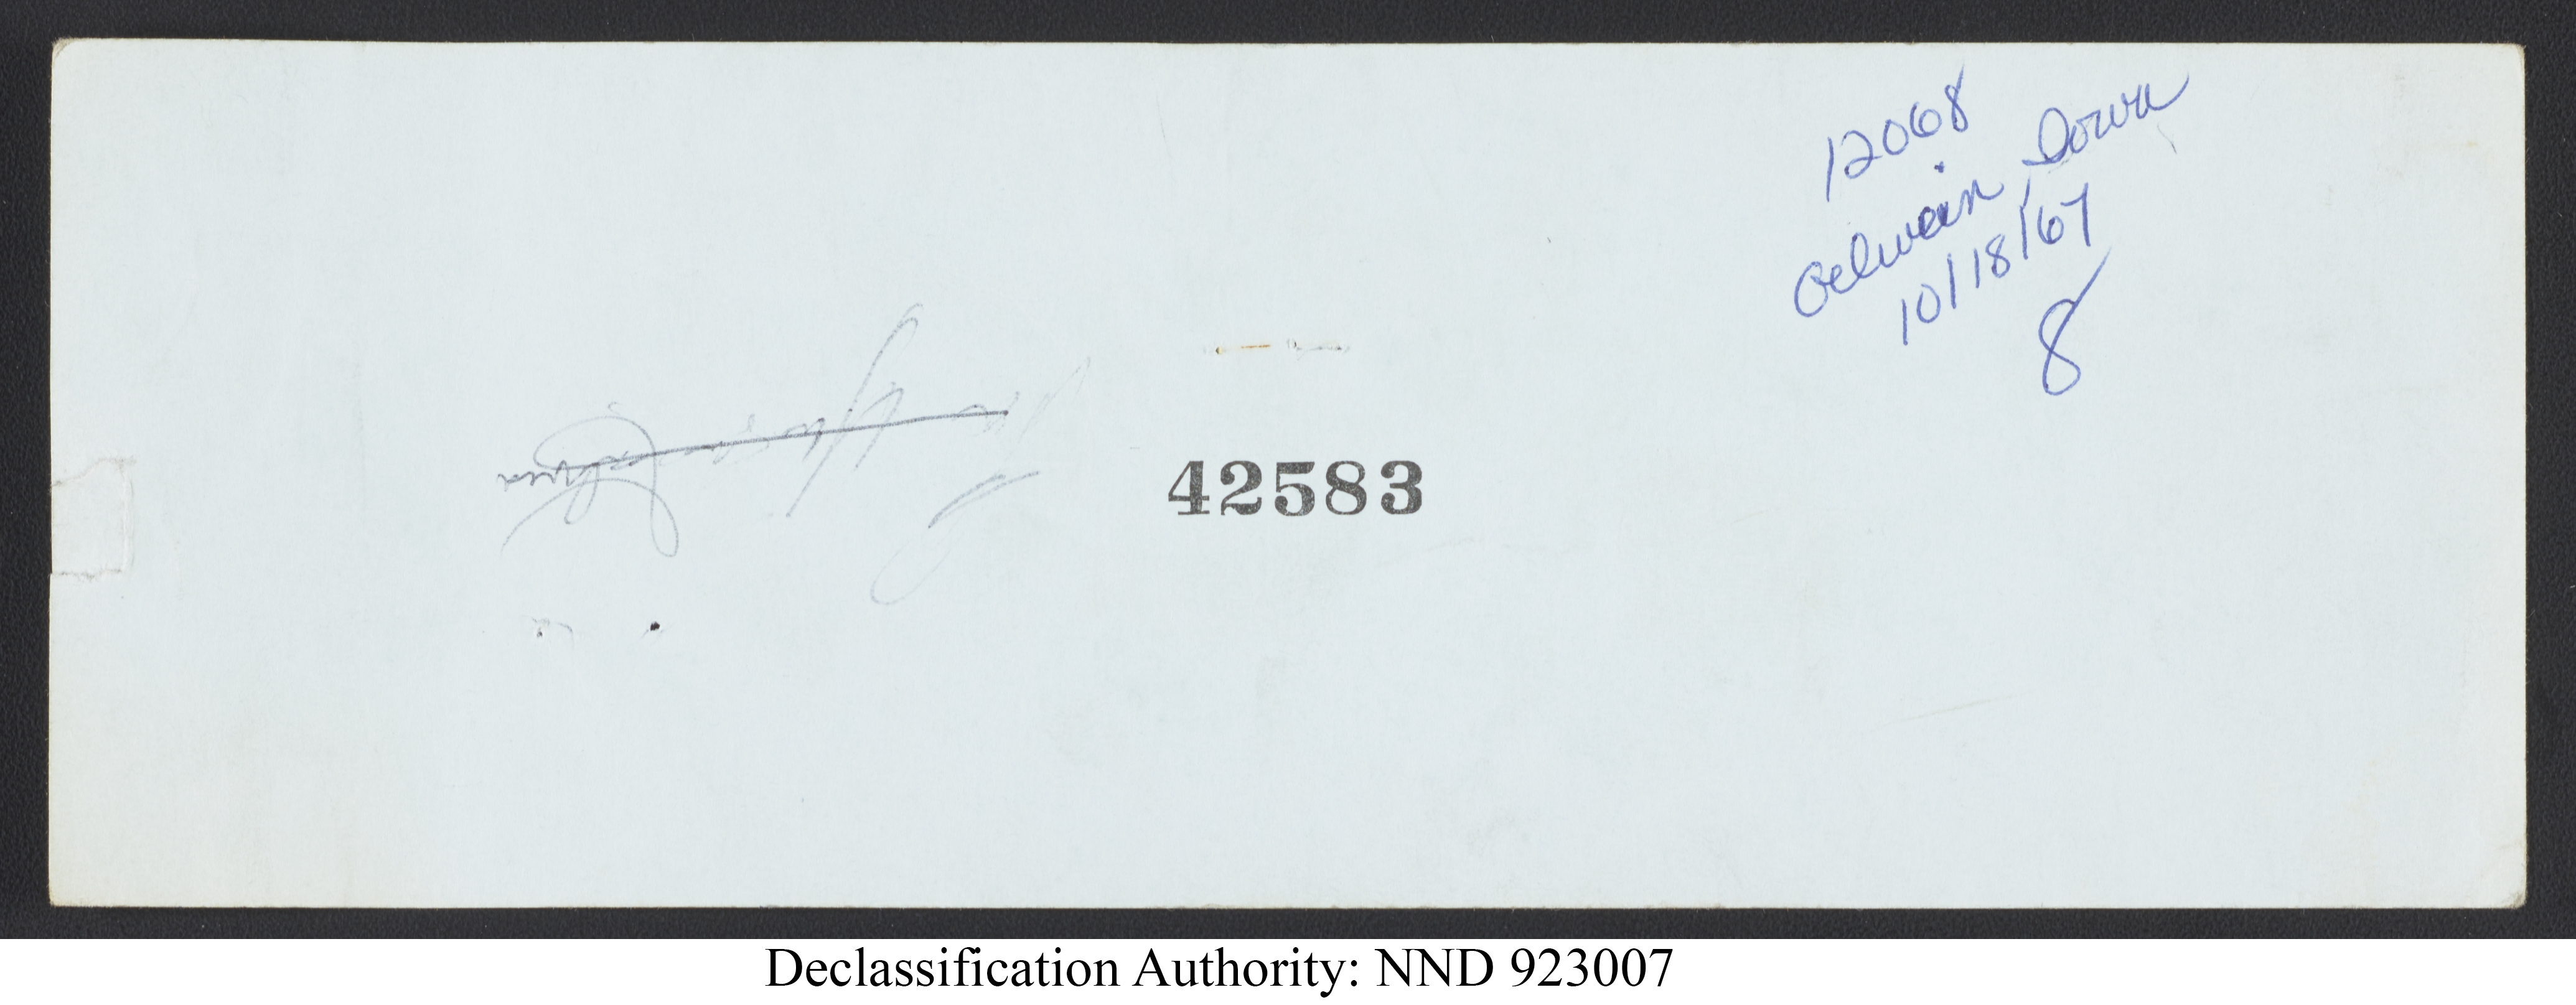 12068
Oelwein, Iowa
10/18/67
8
42583
Declassification Authority: NND 923007